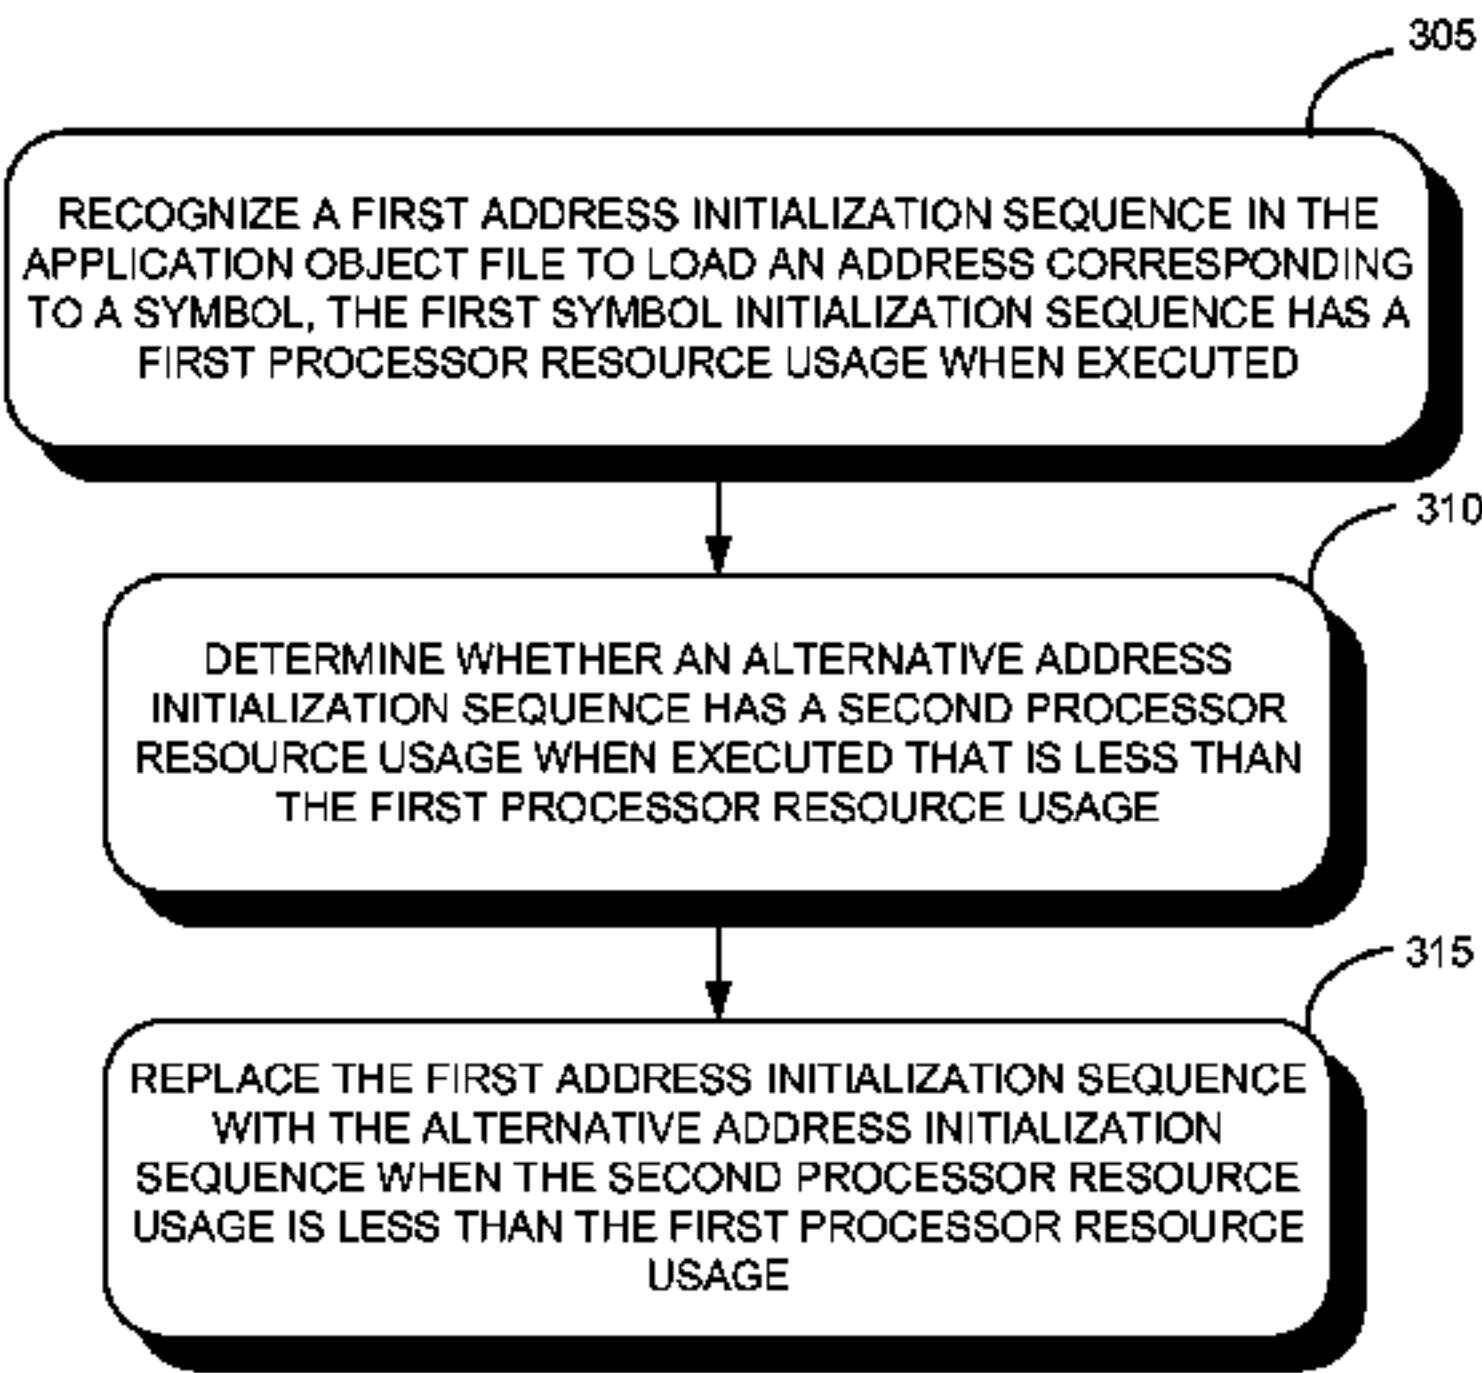 305
RECOGNIZE A FIRST ADDRESS INITIALIZATION SEQUENCE IN THE
APPLICATION OBJECT FILE TO LOAD AN ADDRESS CORRESPONDING
TO A SYMBOL, THE FIRST SYMBOL INITIALIZATION SEQUENCE HAS A
FIRST PROCESSOR RESOURCE USAGE WHEN EXECUTED
310
DETERMINE WHETHER AN ALTERNATIVE ADDRESS
INITIALIZATION SEQUENCE HAS A SECOND PROCESSOR
RESOURCE USAGE WHEN EXECUTED THAT IS LESS THAN
THE FIRST PROCESSOR RESOURCE USAGE
315
REPLACE THE FIRST ADDRESS INITIALIZATION SEQUENCE
WITH THE ALTERNATIVE ADDRESS INITIALIZATION
SEQUENCE WHEN THE SECOND PROCESSOR RESOURCE
USAGE IS LESS THAN THE FIRST PROCESSOR RESOURCE
USAGE